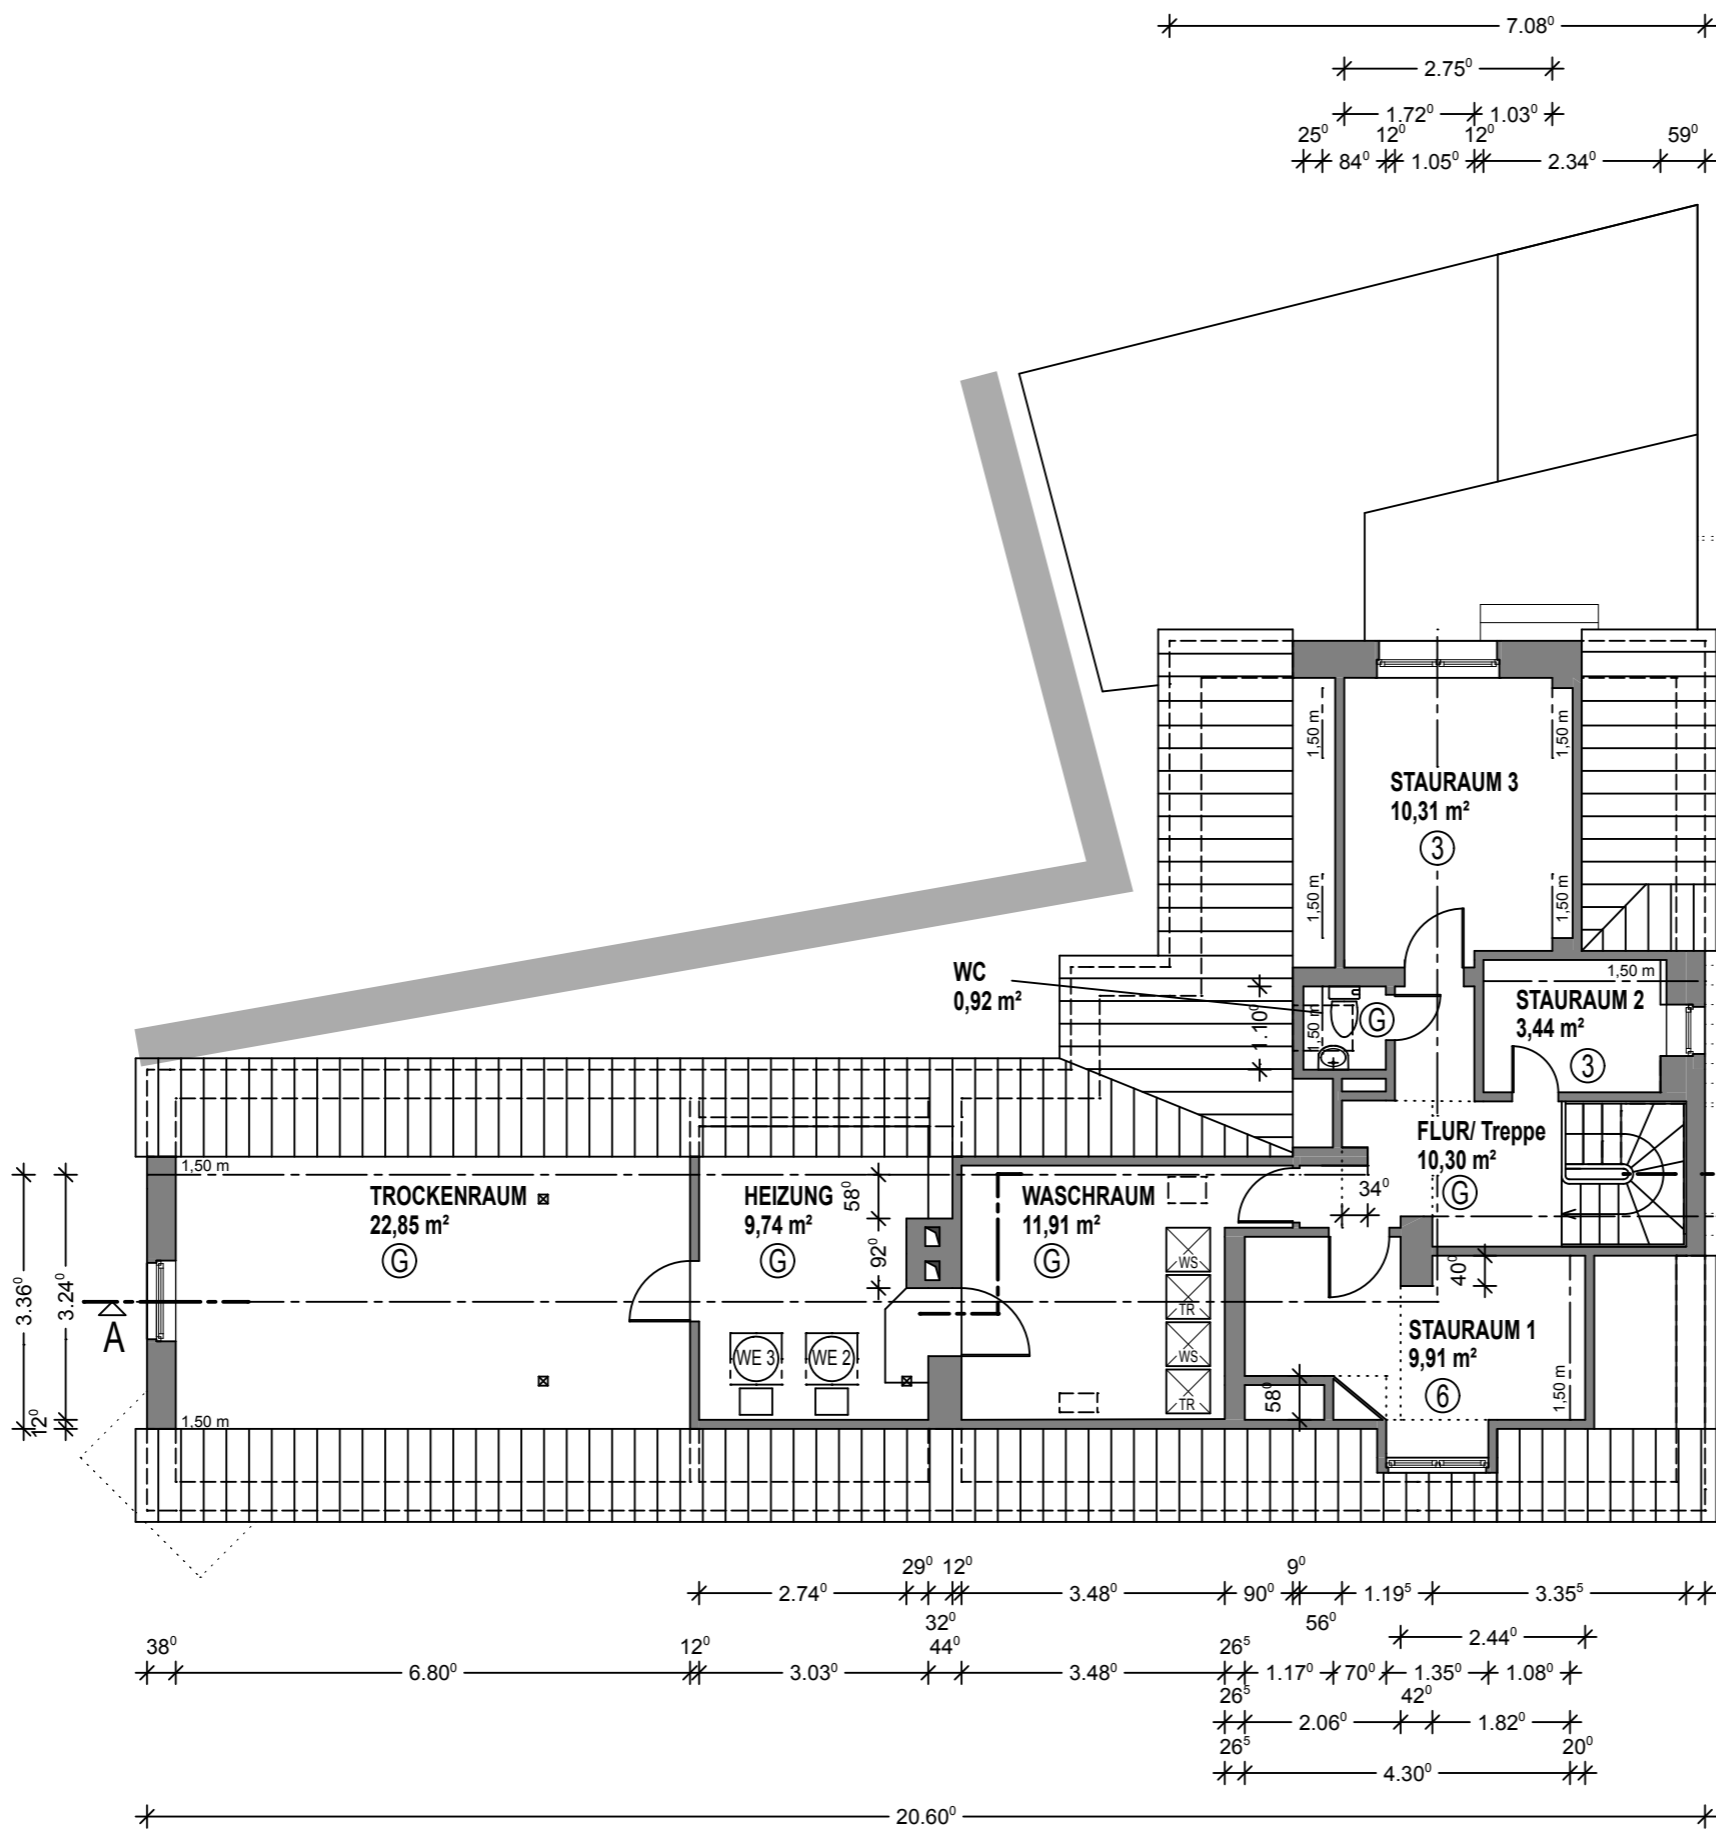 7.08⁰
2.75⁰
1.72⁰ 1.03⁰
25⁰ 12⁰ 12⁰ 59⁰
84⁰ 1.05⁰ 2.34⁰
1,50 m 1,50 m
STAURAUM 3
10,31 m²
3
1,50 m 1,50 m
WC
0,92 m²
1.10⁰
1,50 m
G
1,50 m
STAURAUM 2
3,44 m²
3
FLUR/ Treppe
10,30 m²
G
34⁰
1,50 m
TROCKENRAUM
22,85 m²
G
HEIZUNG
9,74 m²
G
58⁰
92⁰
WASCHRAUM
11,91 m²
G
WS
TR
WS
TR
40⁰
3.36⁰
3.24⁰
12⁰
A
WE 3
WE 2
STAURAUM 1
9,91 m²
6
58⁰
1,50 m
1,50 m
29⁰ 12⁰ 9⁰
2.74⁰ 3.48⁰ 90⁰ 1.19⁵ 3.35⁵
32⁰ 56⁰
38⁰ 12⁰ 44⁰ 26⁵ 2.44⁰
6.80⁰ 3.03⁰ 3.48⁰ 1.17⁰ 70⁰ 1.35⁰ 1.08⁰
26⁵ 42⁰
2.06⁰ 1.82⁰
26⁵ 20⁰
4.30⁰
20.60⁰